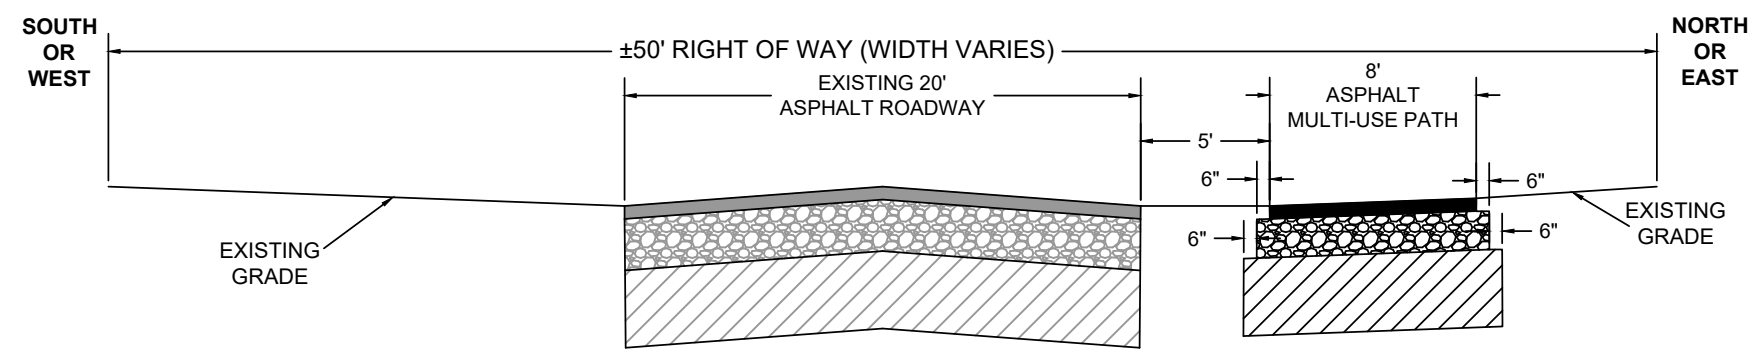 SOUTH
OR
WEST
±50' RIGHT OF WAY (WIDTH VARIES)
NORTH
OR
EAST
EXISTING 20'
ASPHALT ROADWAY
8'
ASPHALT
MULTI-USE PATH
5'
6"
6"
6"
6"
EXISTING
GRADE
EXISTING
GRADE